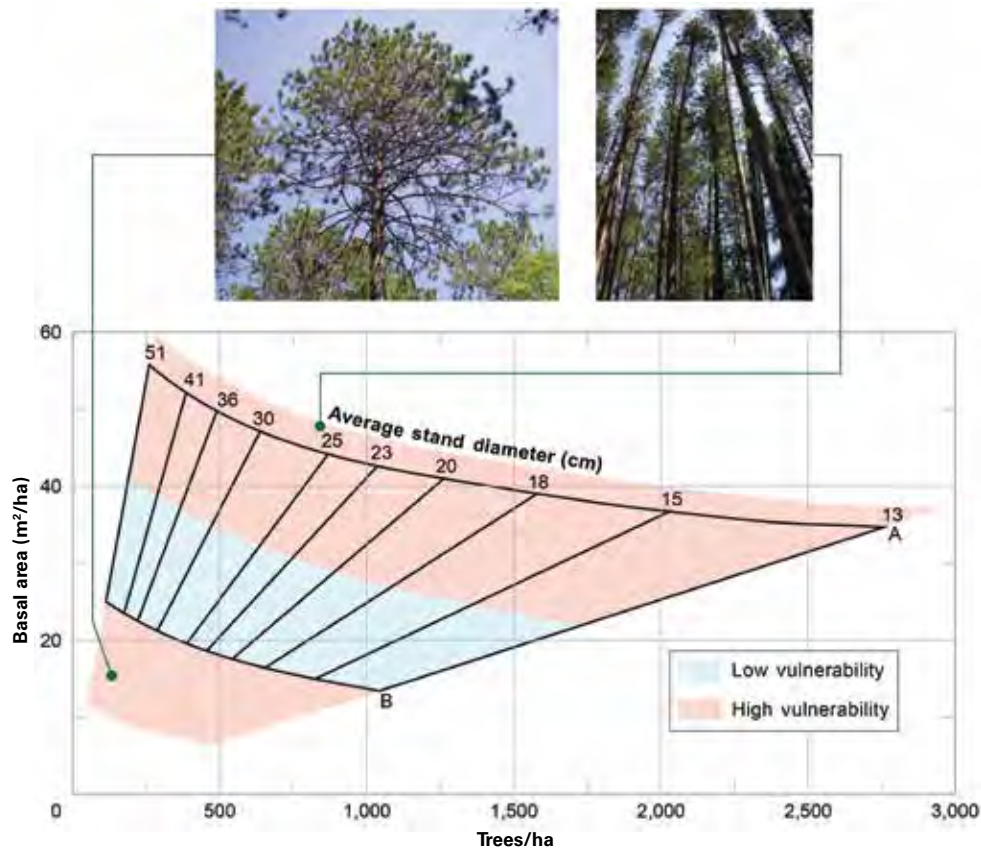 60
51
41
36
30
Average stand diameter (cm)
25
23
20
18
15
13
A
40
20
B
Basal area (m²/ha)
Low vulnerability
High vulnerability
0
500
1,000
1,500
2,000
2,500
3,000
Trees/ha